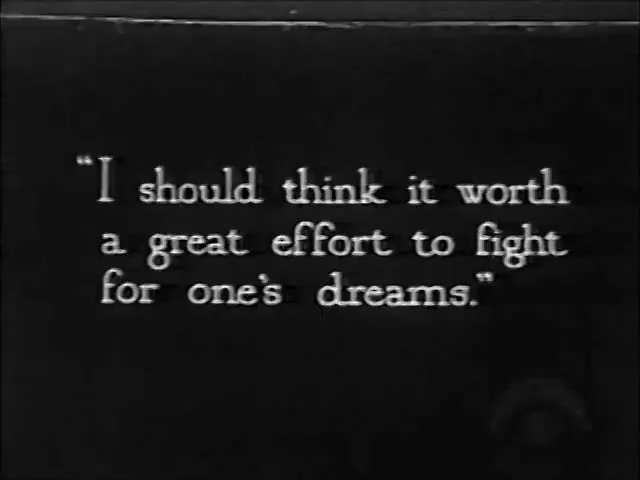 “I should think it worth
a great effort to fight
for one's dreams.”